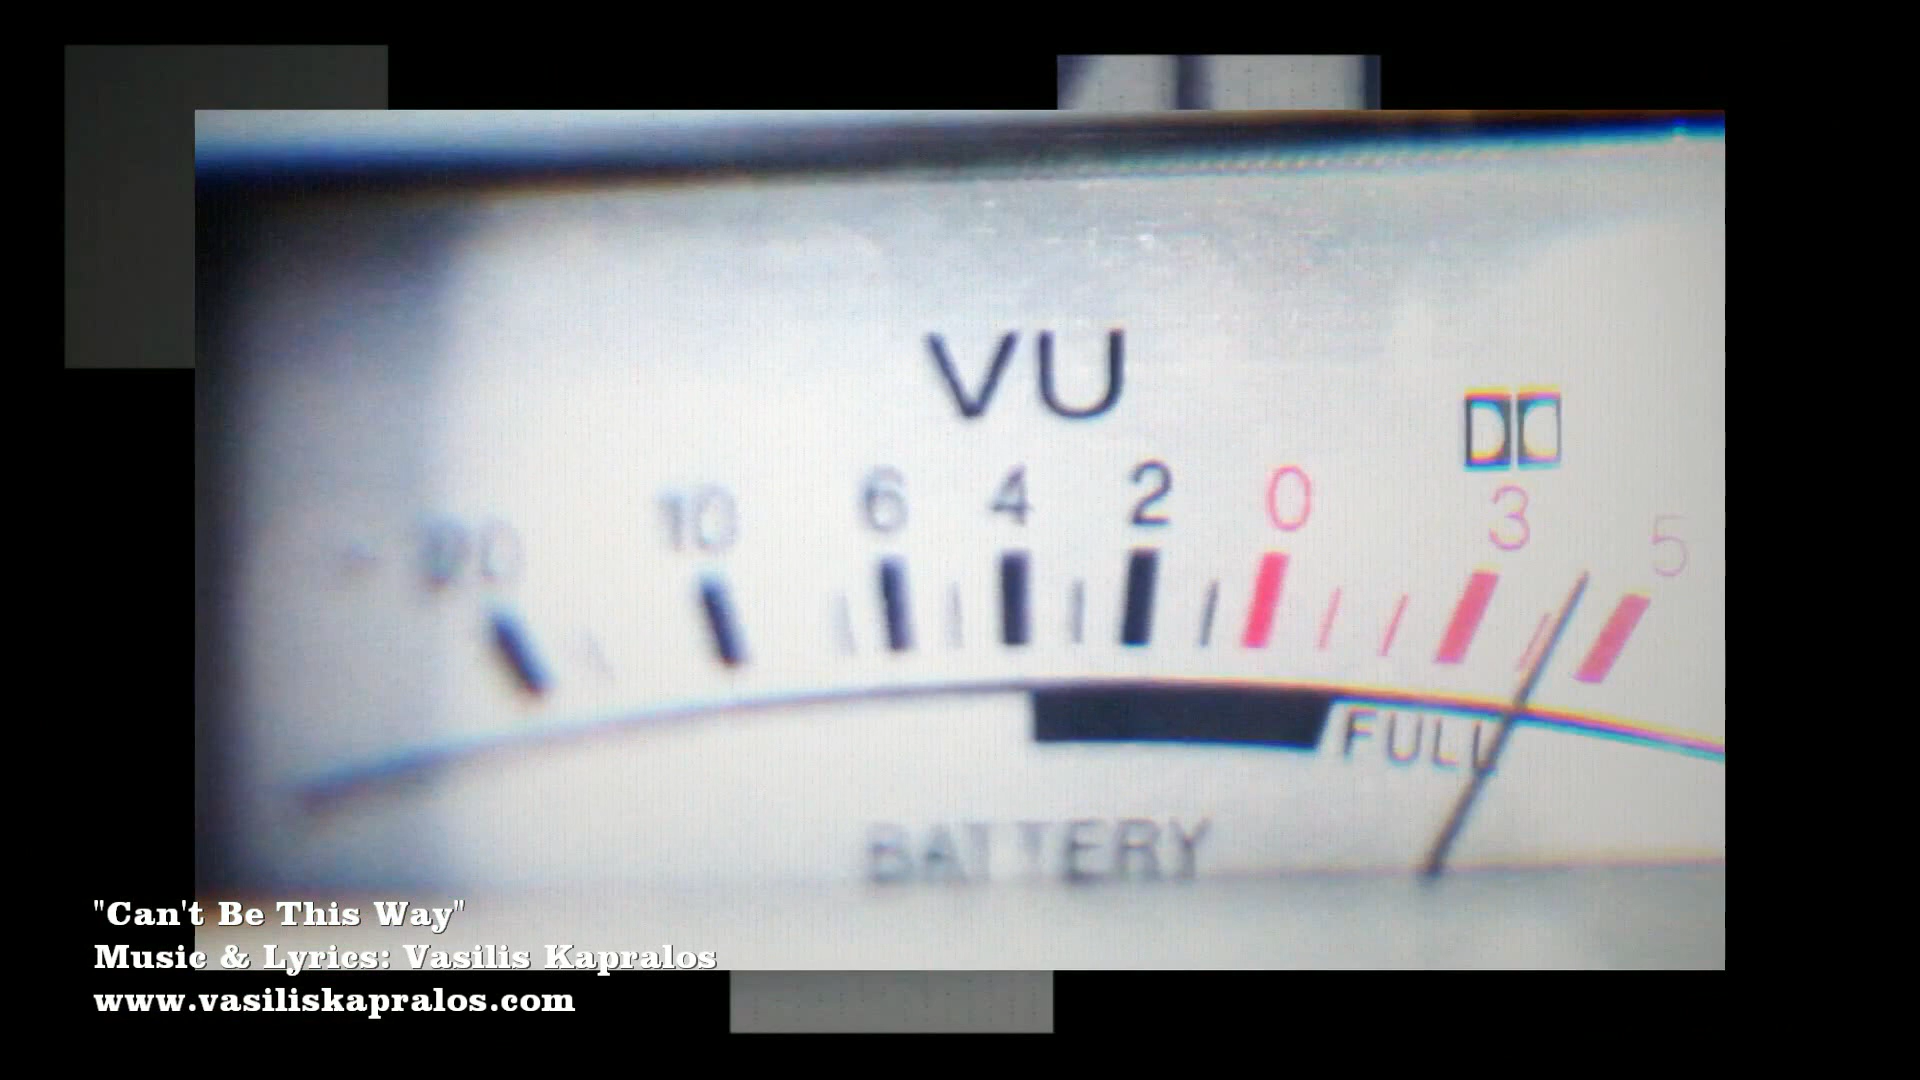 VU
20 10 6 4 2 0 3 5
FULL
BATTERY
"Can't Be This Way"
Music & Lyrics: Vasilis Kapralos
www.vasiliskapralos.com